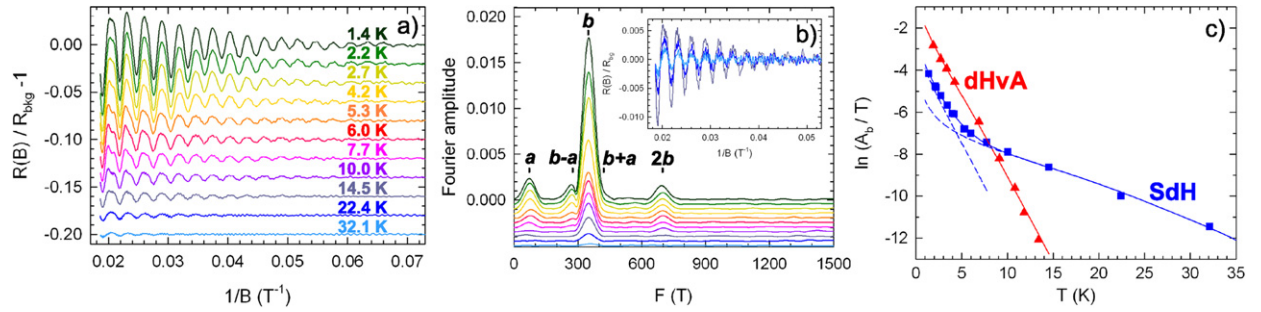 a)
R(B) / R_bkg -1
0.00
-0.05
-0.10
-0.15
-0.20
1.4 K
2.2 K
2.7 K
4.2 K
5.3 K
6.0 K
7.7 K
10.0 K
14.5 K
22.4 K
32.1 K
0.02 0.03 0.04 0.05 0.06 0.07
1/B (T⁻¹)
b)
Fourier amplitude
0.020
0.015
0.010
0.005
0.000
a b-a b b+a 2b
0 300 600 900 1200 1500
F (T)
R(B) / R_bkg
0.005
0.000
-0.005
-0.010
0.02 0.03 0.04 0.05
1/B (T⁻¹)
c)
ln (A_b / T)
-2
-4
-6
-8
-10
-12
dHvA
SdH
0 5 10 15 20 25 30 35
T (K)